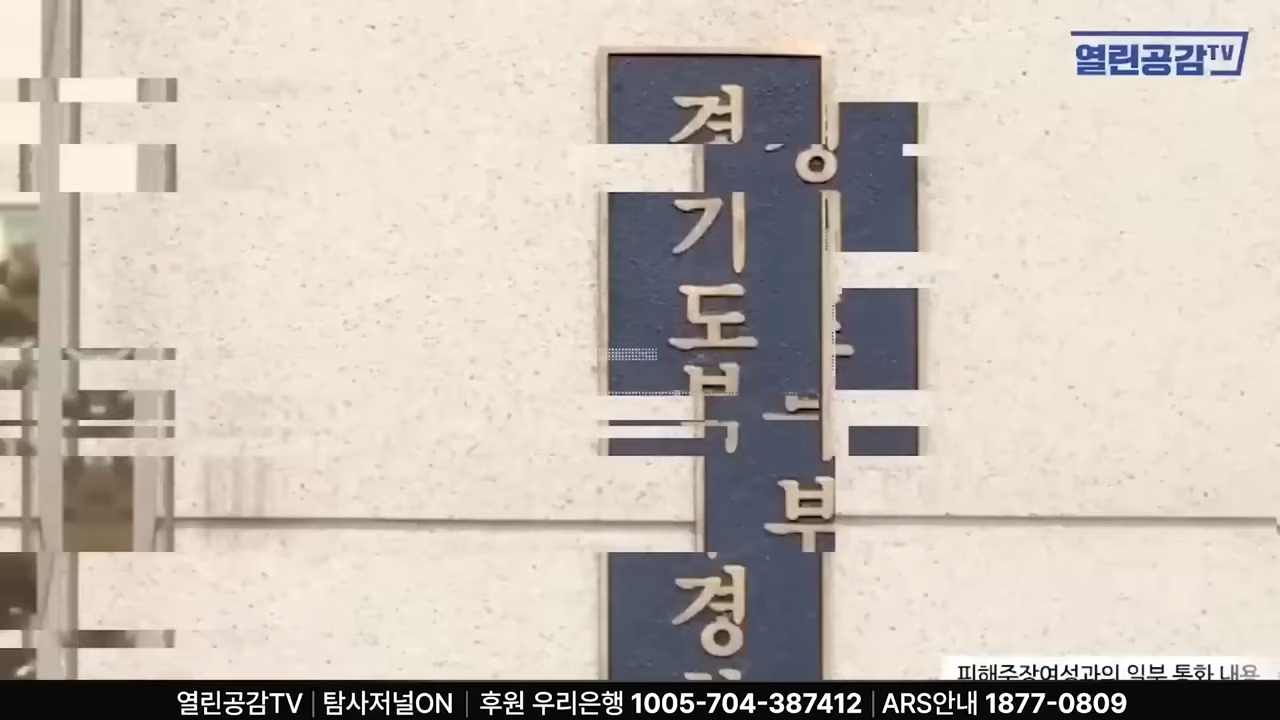 열린공감TV
경
기
도
북
부
경
피해주장여성과의 일부 통화 내용
열린공감TV | 탐사저널ON | 후원 우리은행 1005-704-387412 | ARS안내 1877-0809